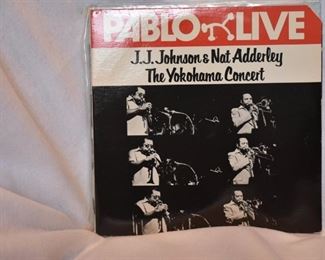 PABLO LIVE
J.J. Johnson & Nat Adderley
The Yokohama Concert